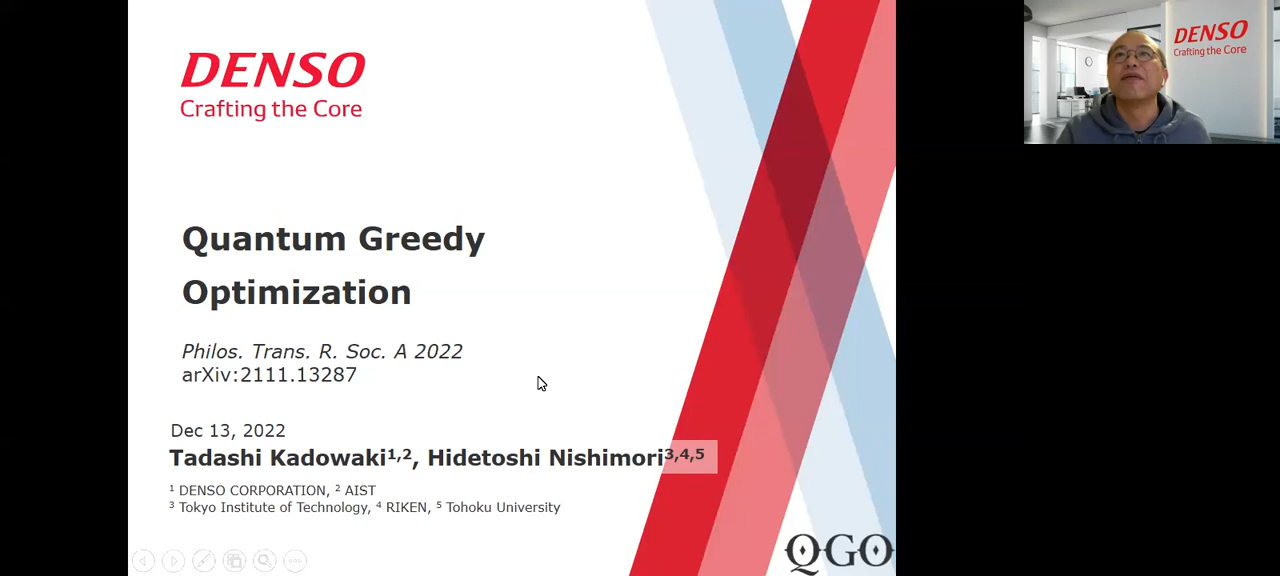 DENSO
Crafting the Core
Quantum Greedy
Optimization
Philos. Trans. R. Soc. A 2022
arXiv:2111.13287
Dec 13, 2022
Tadashi Kadowaki¹,², Hidetoshi Nishimori³,⁴,⁵
¹ DENSO CORPORATION, ² AIST
³ Tokyo Institute of Technology, ⁴ RIKEN, ⁵ Tohoku University
QGO
DENSO
Crafting the Core